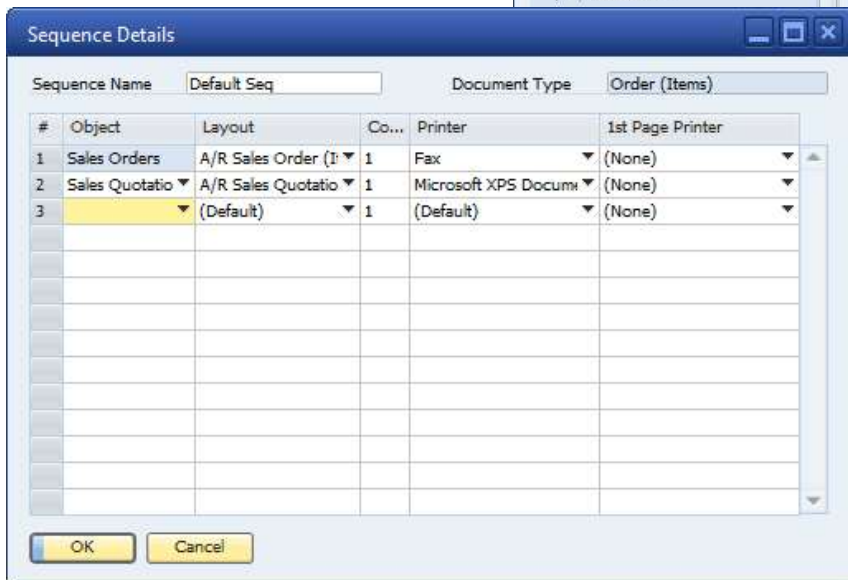 Sequence Details
Sequence Name Default Seq Document Type Order (Items)
# Object Layout Co... Printer 1st Page Printer
1 Sales Orders A/R Sales Order (I 1 Fax (None)
2 Sales Quotatio A/R Sales Quotatio 1 Microsoft XPS Docum (None)
3 (Default) 1 (Default) (None)
OK Cancel